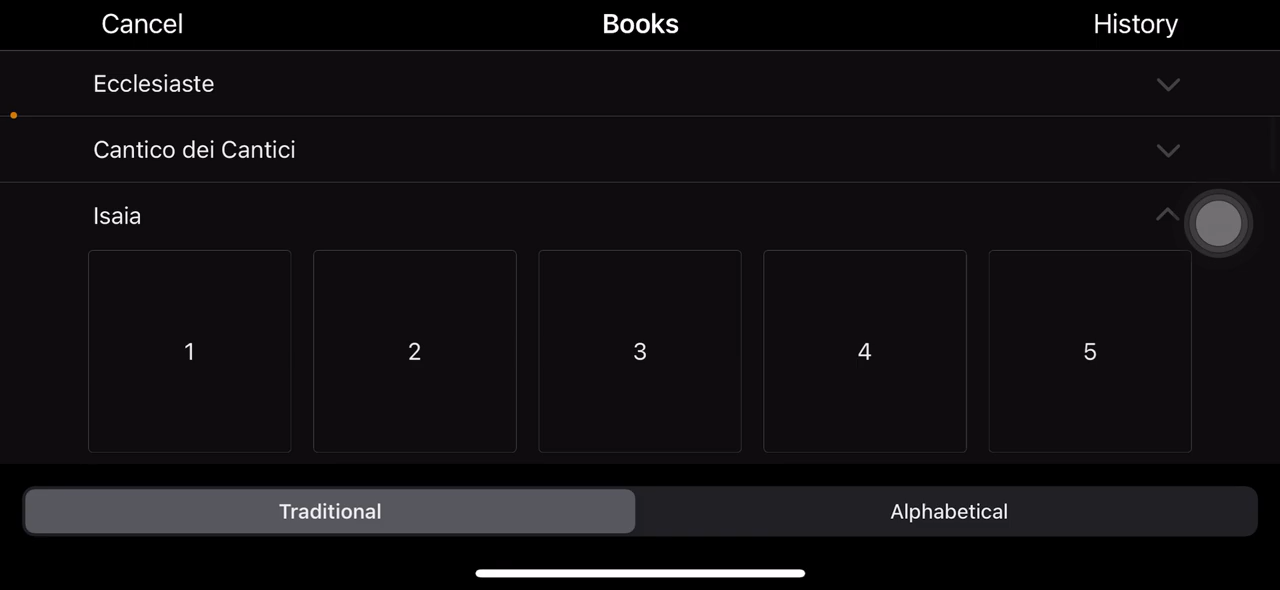 Cancel Books History
Ecclesiaste
Cantico dei Cantici
Isaia
1 2 3 4 5
Traditional Alphabetical